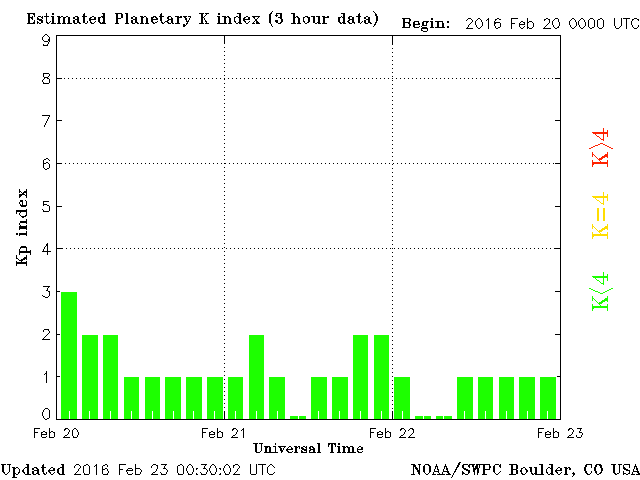 Estimated Planetary K index (3 hour data) Begin: 2016 Feb 20 0000 UTC
9
8
7
6
5
4
3
2
1
0
Kp index
K>4
K=4
K<4
Feb 20 Feb 21 Feb 22 Feb 23
Universal Time
Updated 2016 Feb 23 00:30:02 UTC NOAA/SWPC Boulder, CO USA